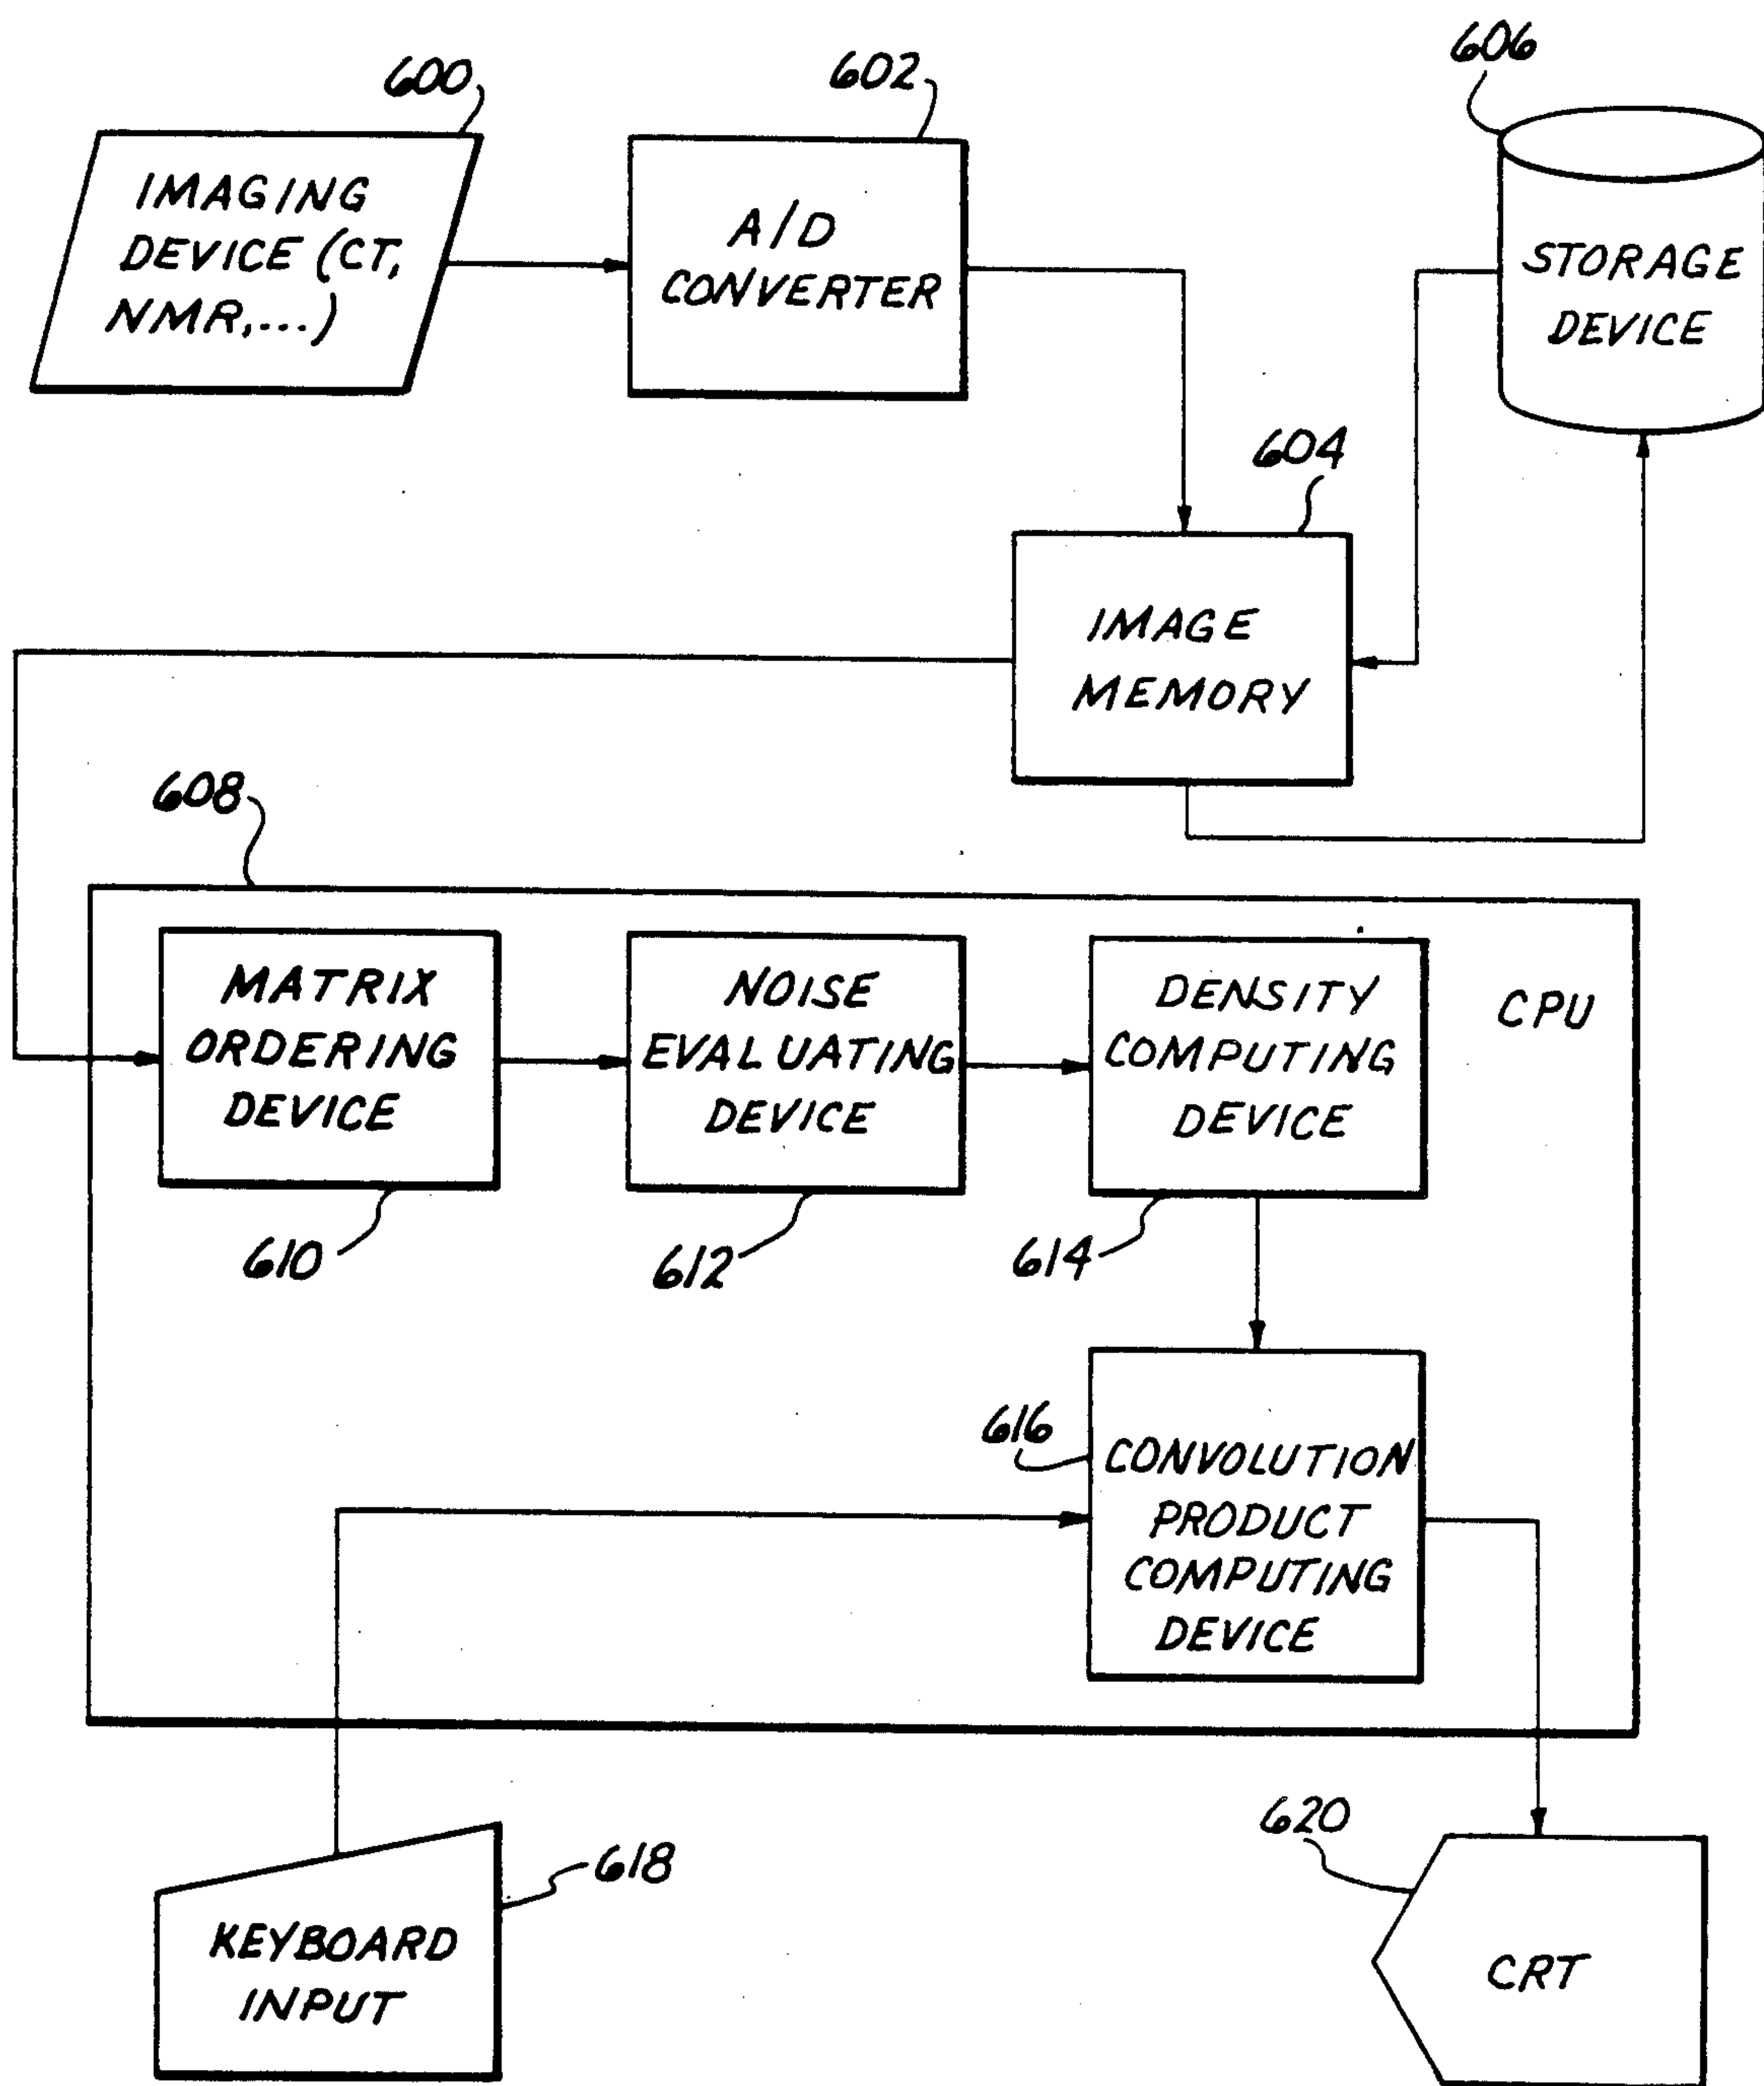 600
IMAGING
DEVICE (CT,
NMR,...)
602
A/D
CONVERTER
606
STORAGE
DEVICE
604
IMAGE
MEMORY
608
CPU
MATRIX
ORDERING
DEVICE
610
NOISE
EVALUATING
DEVICE
612
DENSITY
COMPUTING
DEVICE
614
616
CONVOLUTION
PRODUCT
COMPUTING
DEVICE
618
KEYBOARD
INPUT
620
CRT